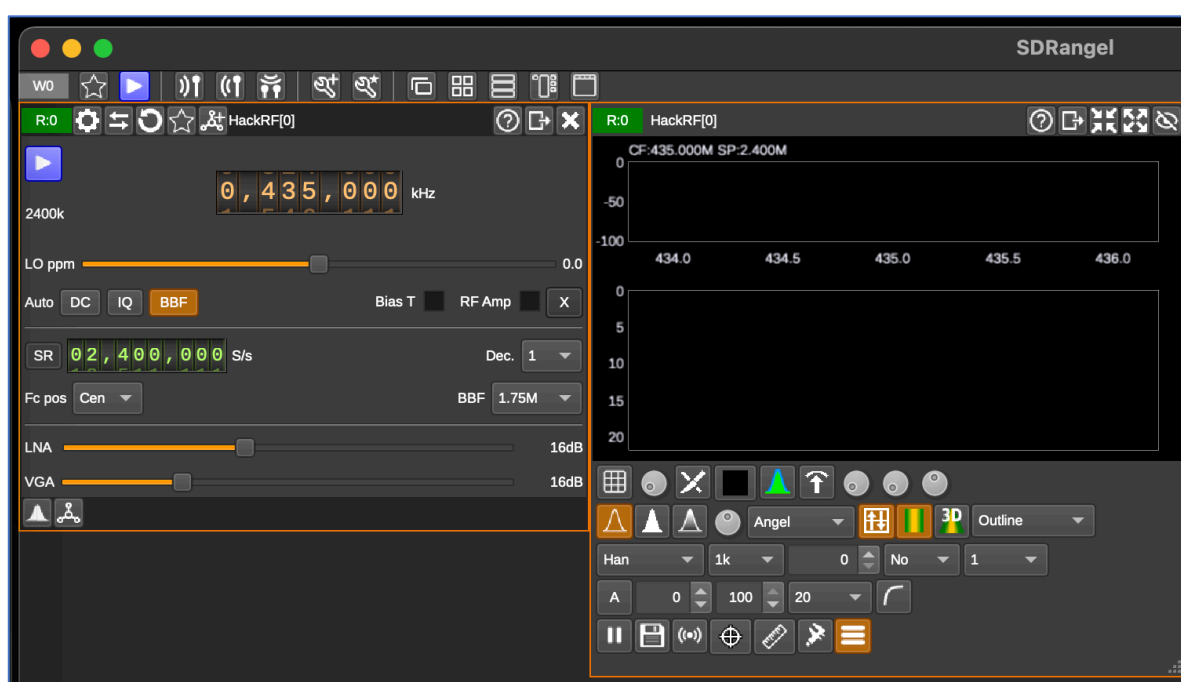 SDRangel
W0
R:0 HackRF[0]
0,435,000 kHz
2400k
LO ppm 0.0
Auto DC IQ BBF Bias T RF Amp X
SR 02,400,000 S/s Dec. 1
Fc pos Cen BBF 1.75M
LNA 16dB
VGA 16dB
R:0 HackRF[0]
CF:435.000M SP:2.400M
0
-50
-100
434.0 434.5 435.0 435.5 436.0
0
5
10
15
20
Angel 3D Outline
Han 1k 0 No 1
A 0 100 20